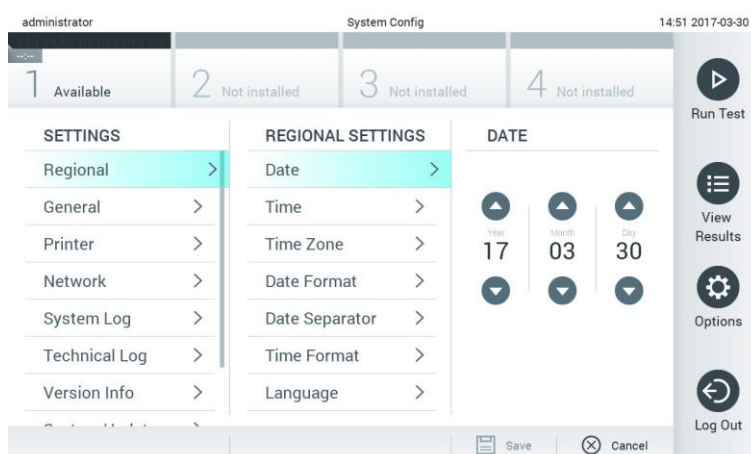 administrator System Config 14:51 2017-03-30
--:--
1 Available 2 Not installed 3 Not installed 4 Not installed
Run Test
SETTINGS REGIONAL SETTINGS DATE
Regional > Date >
General > Time >
Year Month Day
17 03 30
View
Results
Printer > Time Zone >
Network > Date Format >
System Log > Date Separator >
Options
Technical Log > Time Format >
Version Info > Language >
Log Out
Save Cancel